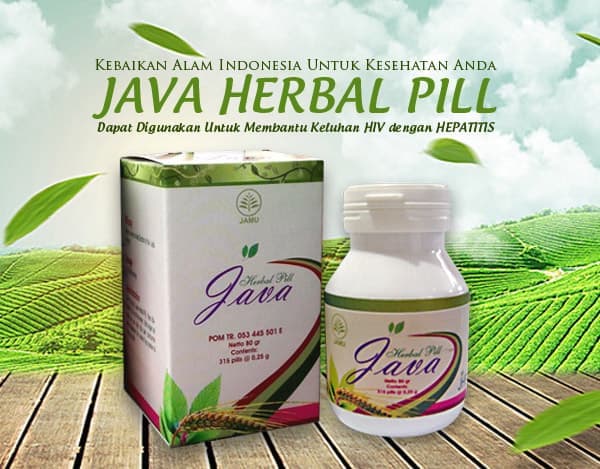 Kebaikan Alam Indonesia Untuk Kesehatan Anda
JAVA HERBAL PILL
Dapat Digunakan Untuk Membantu Keluhan HIV dengan HEPATITIS
JAMU
Herbal Pill
Java
POM TR. 053 445 501 E
Netto 80 gr
Contents:
315 pills @ 0,25 g
JAMU
Herbal Pill
Java
Netto 80 gr
Contents
315 pills @ 0,25 g